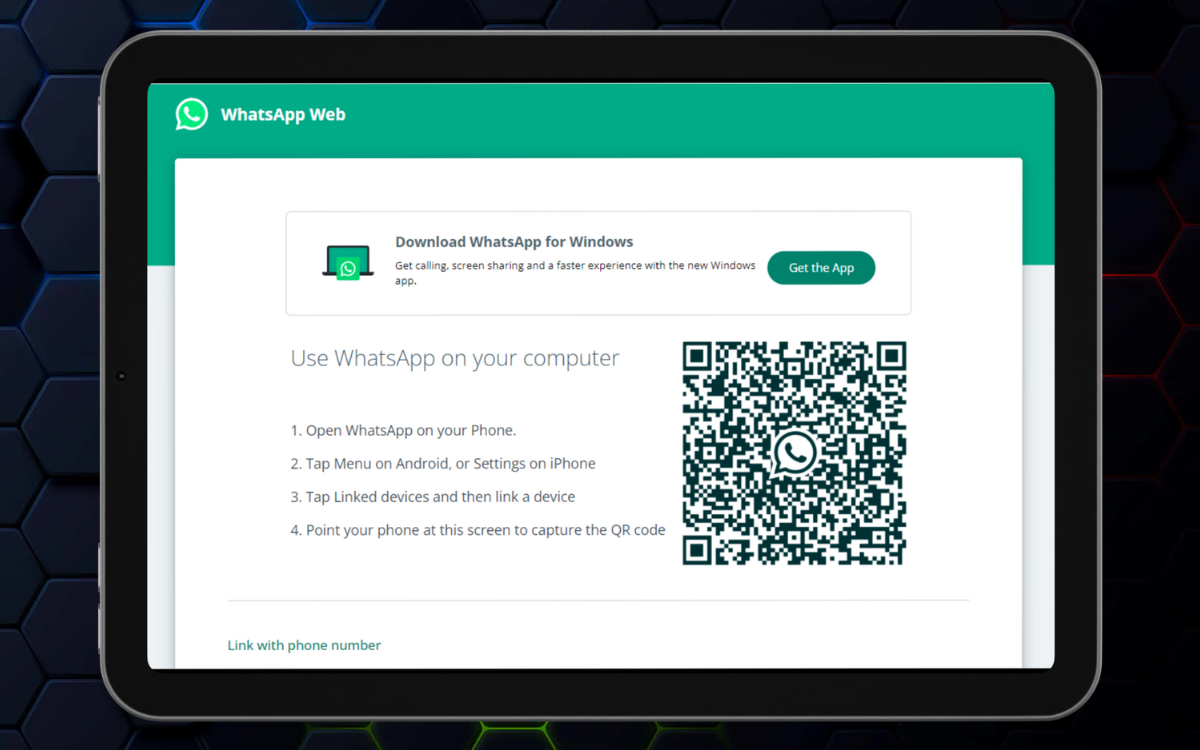 WhatsApp Web
Download WhatsApp for Windows
Get calling, screen sharing and a faster experience with the new Windows
app.
Get the App
Use WhatsApp on your computer
1. Open WhatsApp on your Phone.
2. Tap Menu on Android, or Settings on iPhone
3. Tap Linked devices and then link a device
4. Point your phone at this screen to capture the QR code
Link with phone number